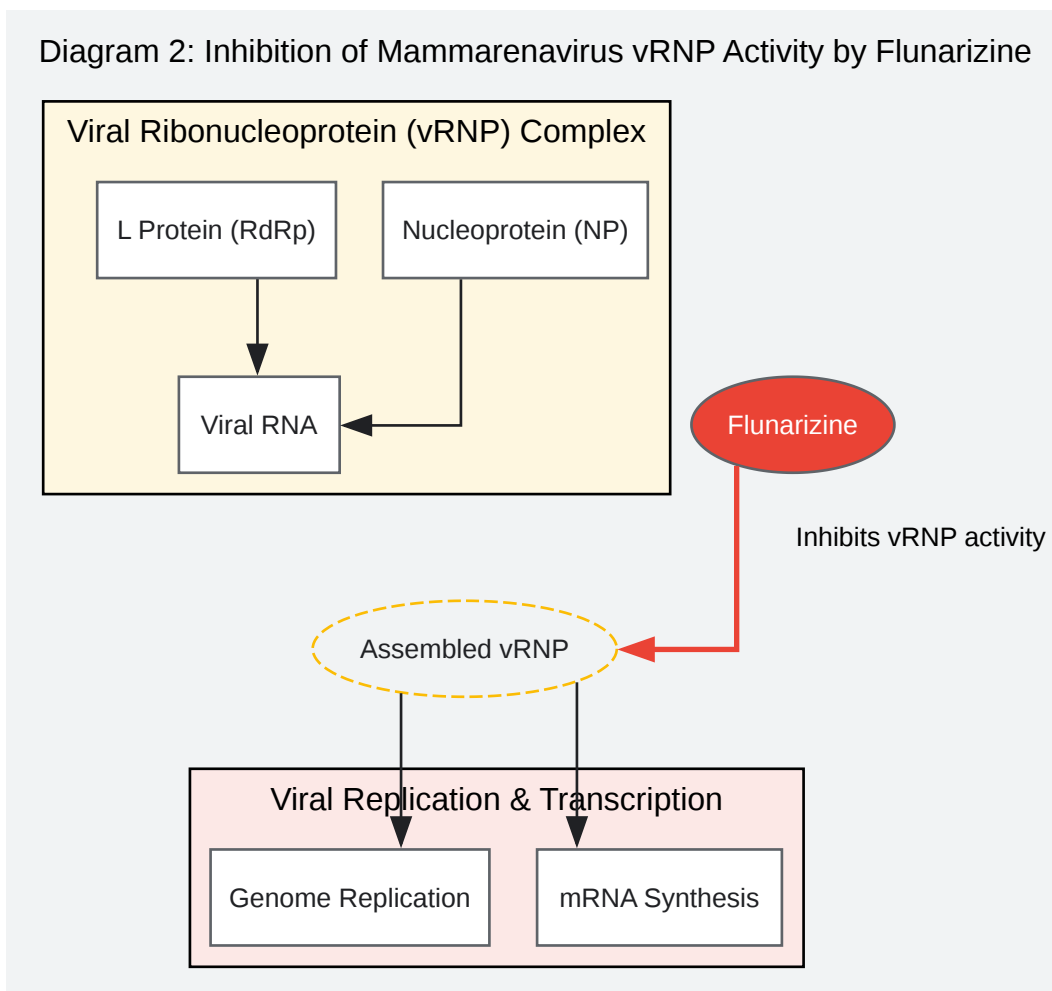 Diagram 2: Inhibition of Mammarenavirus vRNP Activity by Flunarizine
Viral Ribonucleoprotein (vRNP) Complex
L Protein (RdRp)
Nucleoprotein (NP)
Viral RNA
Flunarizine
Inhibits vRNP activity
Assembled vRNP
Viral Replication & Transcription
Genome Replication
mRNA Synthesis